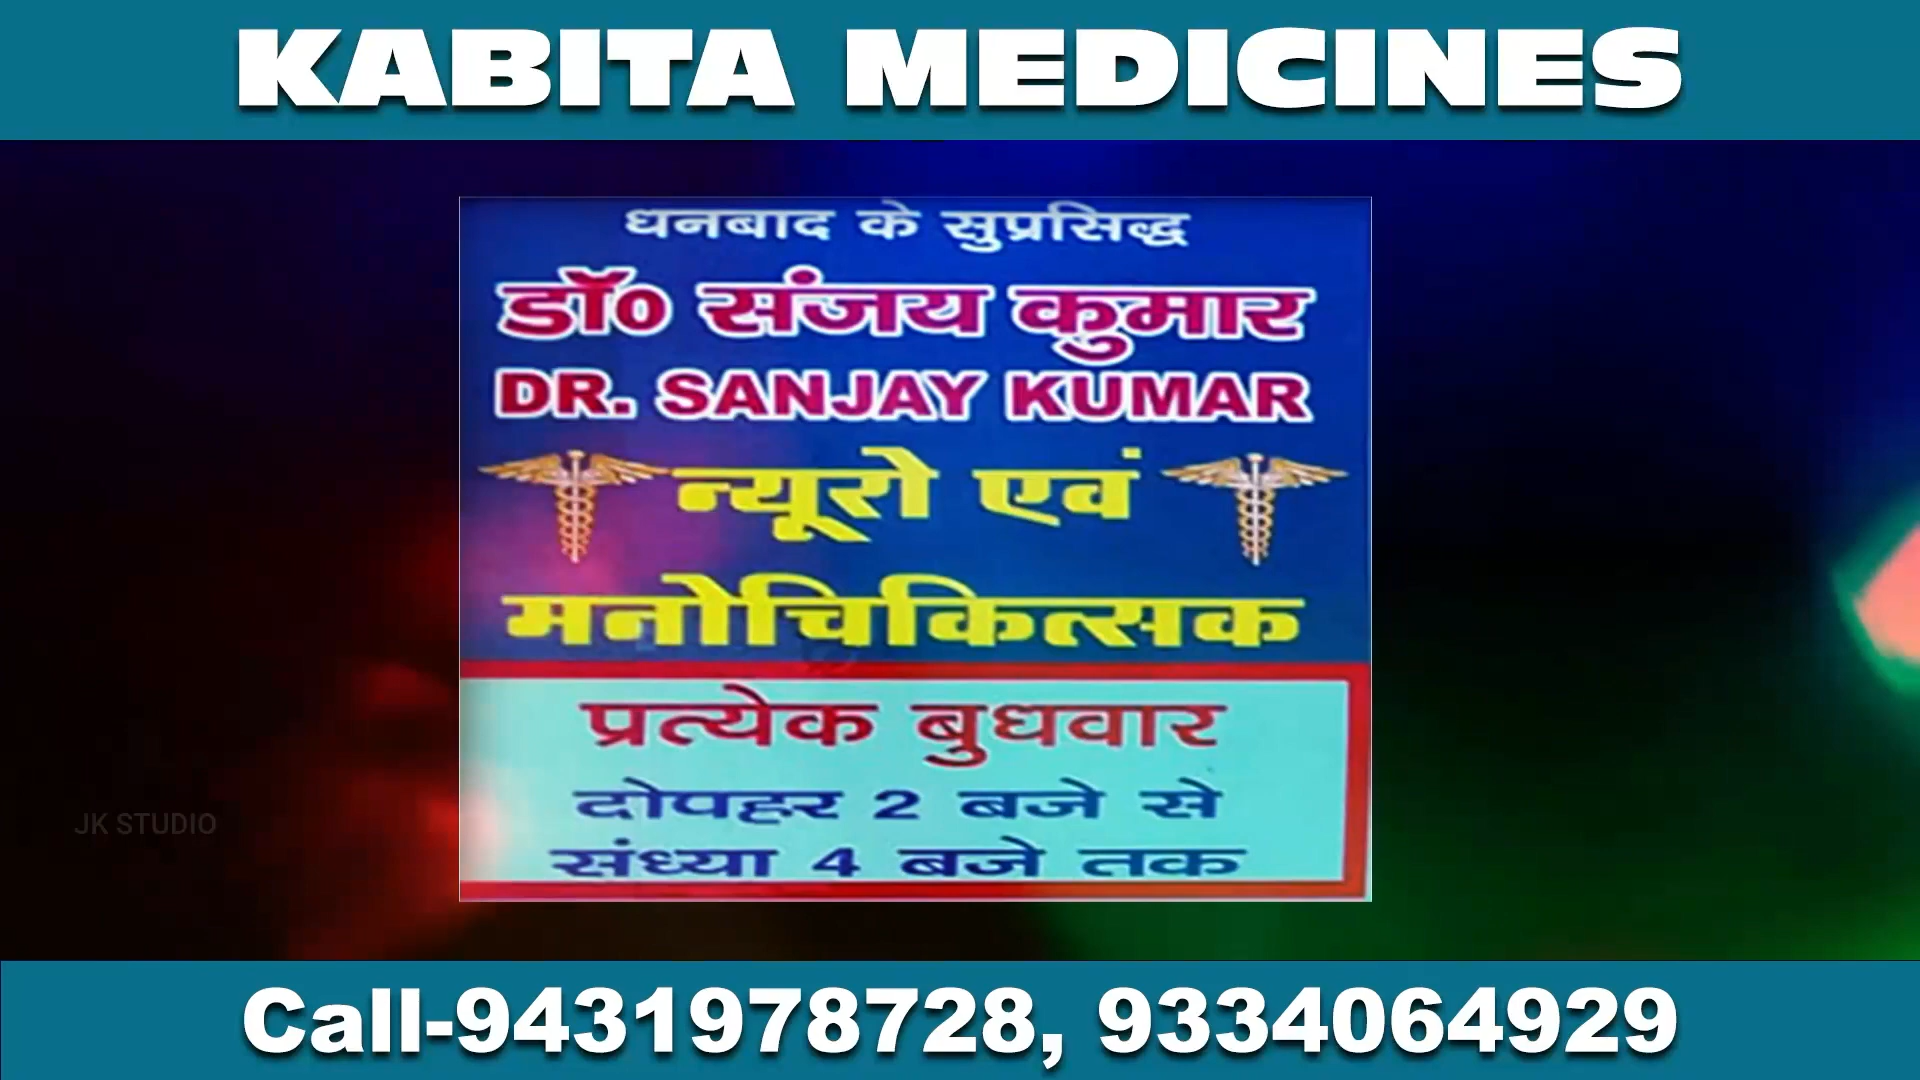 KABITA MEDICINES
धनबाद के सुप्रसिद्ध
डॉ0 संजय कुमार
DR. SANJAY KUMAR
न्यूरो एवं
मनोचिकित्सक
प्रत्येक बुधवार
दोपहर 2 बजे से
संध्या 4 बजे तक
JK STUDIO
Call-9431978728, 9334064929